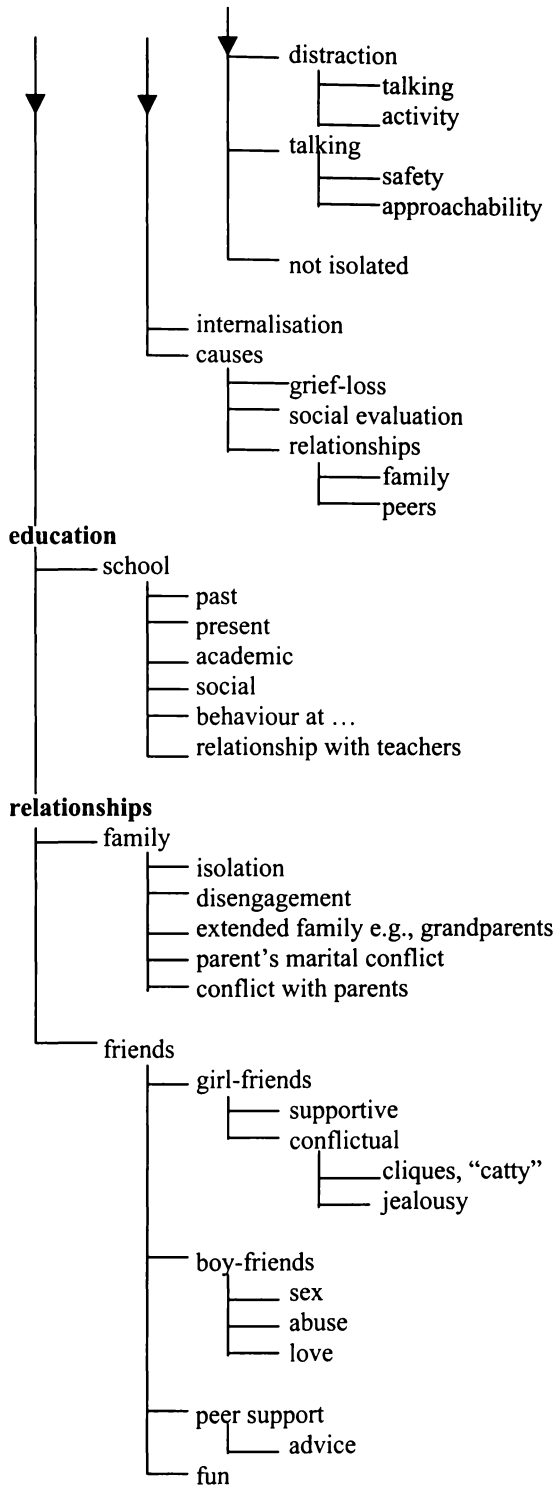 distraction
talking
activity
talking
safety
approachability
not isolated
internalisation
causes
grief-loss
social evaluation
relationships
family
peers
education
school
past
present
academic
social
behaviour at …
relationship with teachers
relationships
family
isolation
disengagement
extended family e.g., grandparents
parent's marital conflict
conflict with parents
friends
girl-friends
supportive
conflictual
cliques, “catty”
jealousy
boy-friends
sex
abuse
love
peer support
advice
fun